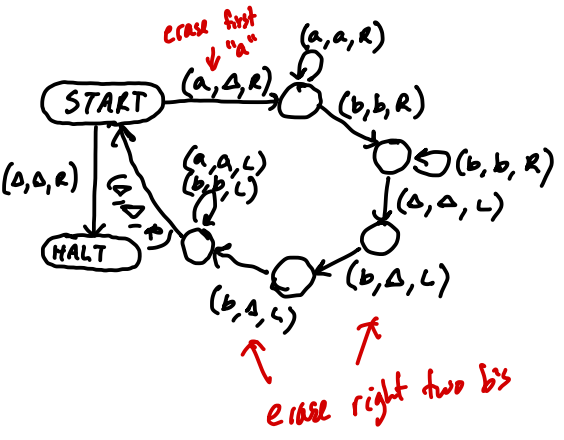 erase first
"a"
(a, a, R)
(a, Δ, R)
START
(b, b, R)
(a, a, L)
(b, b, L)
(b, b, R)
(Δ, Δ, R)
(Δ, Δ, R)
(Δ, Δ, L)
HALT
(b, Δ, L)
(b, Δ, L)
erase right two b's